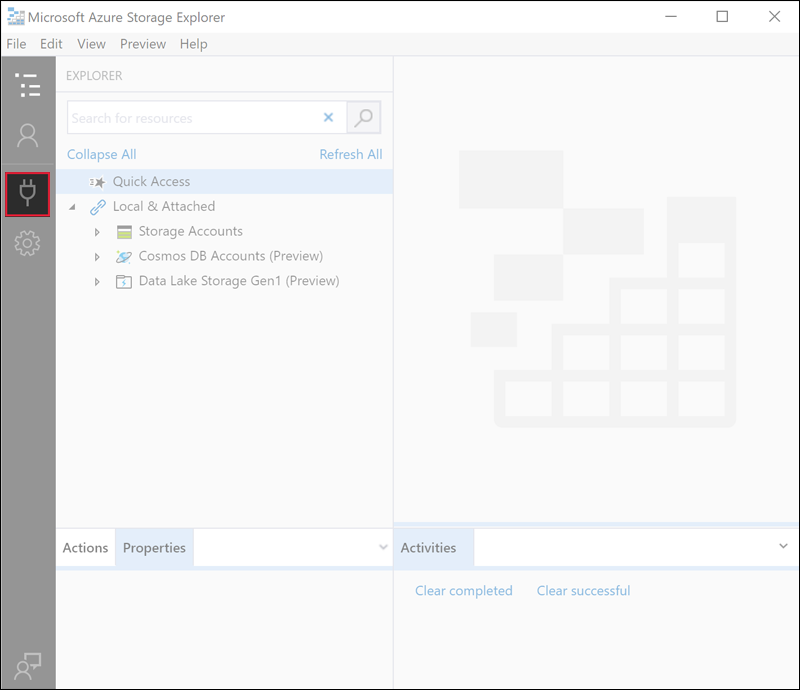 Microsoft Azure Storage Explorer
File Edit View Preview Help
EXPLORER
Search for resources
Collapse All Refresh All
Quick Access
Local & Attached
Storage Accounts
Cosmos DB Accounts (Preview)
Data Lake Storage Gen1 (Preview)
Actions Properties
Activities
Clear completed Clear successful